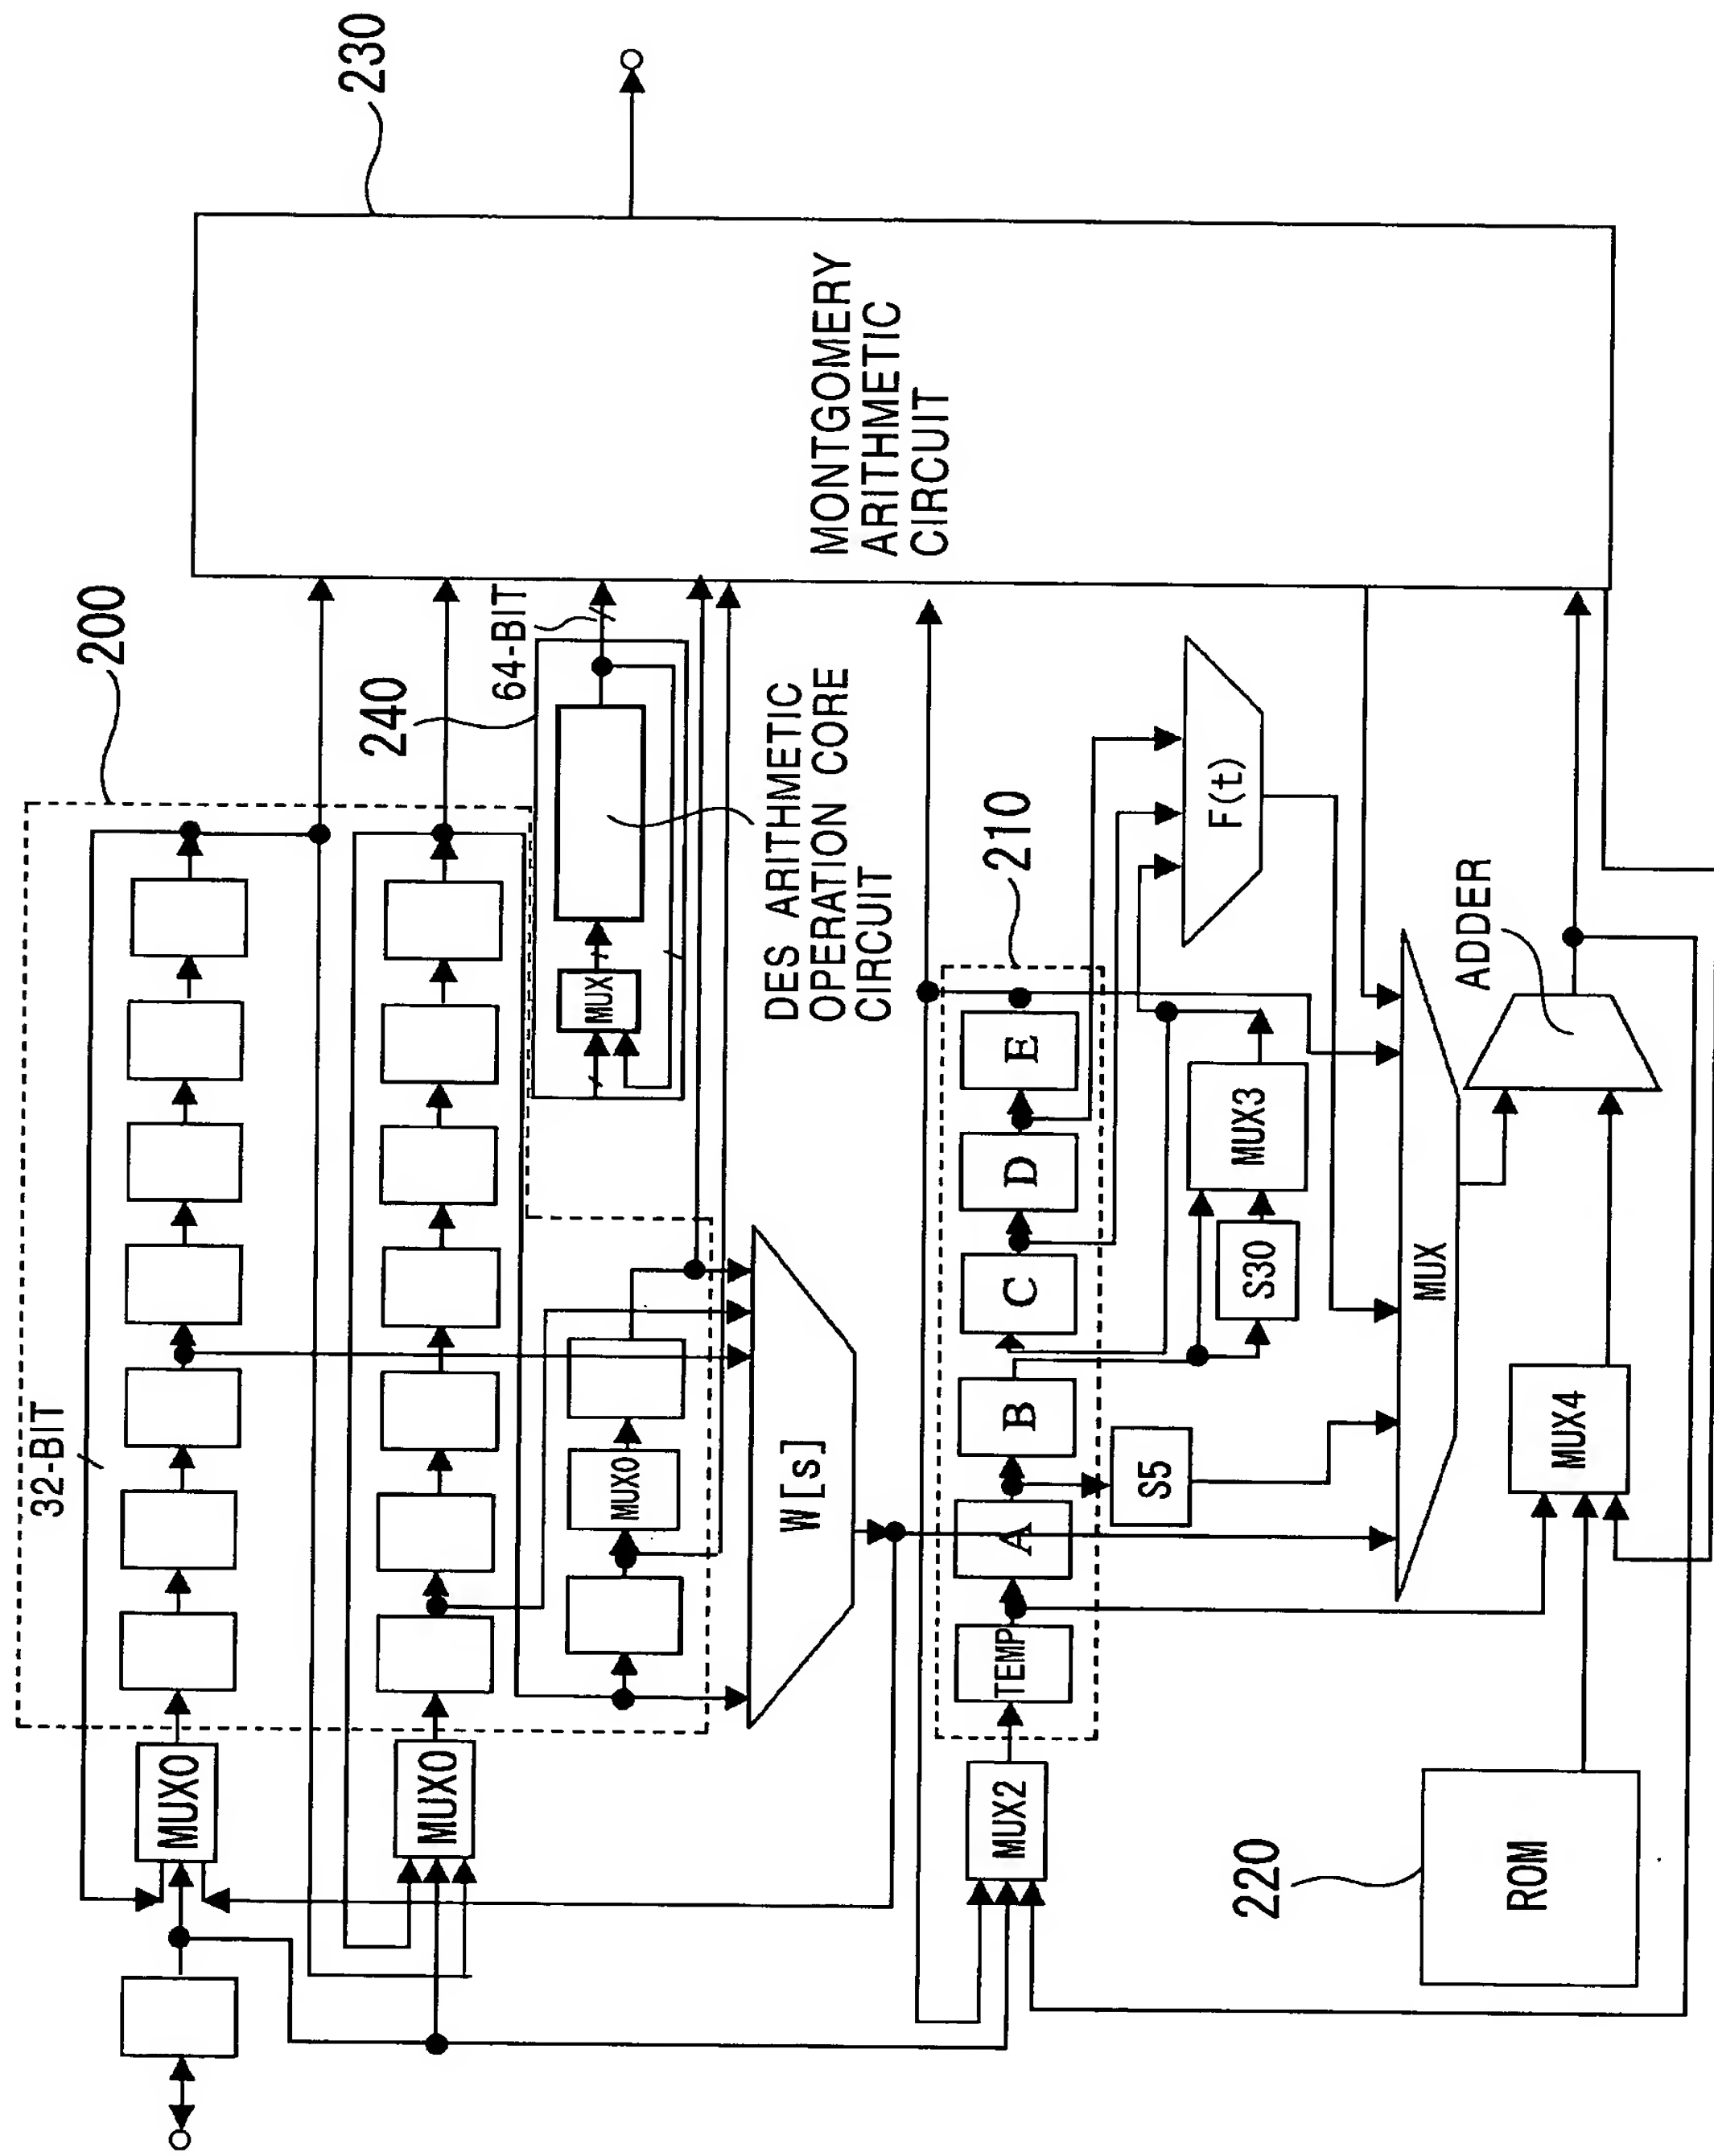 230
200
32-BIT
240
64-BIT
MUX0
MUX0
MUX0
MUX
DES ARITHMETIC
OPERATION CORE
CIRCUIT
MONTGOMERY
ARITHMETIC
CIRCUIT
W[s]
210
MUX2
TEMP
A
B
C
D
E
F(t)
S5
S30
MUX3
MUX
ADDER
MUX4
220
ROM